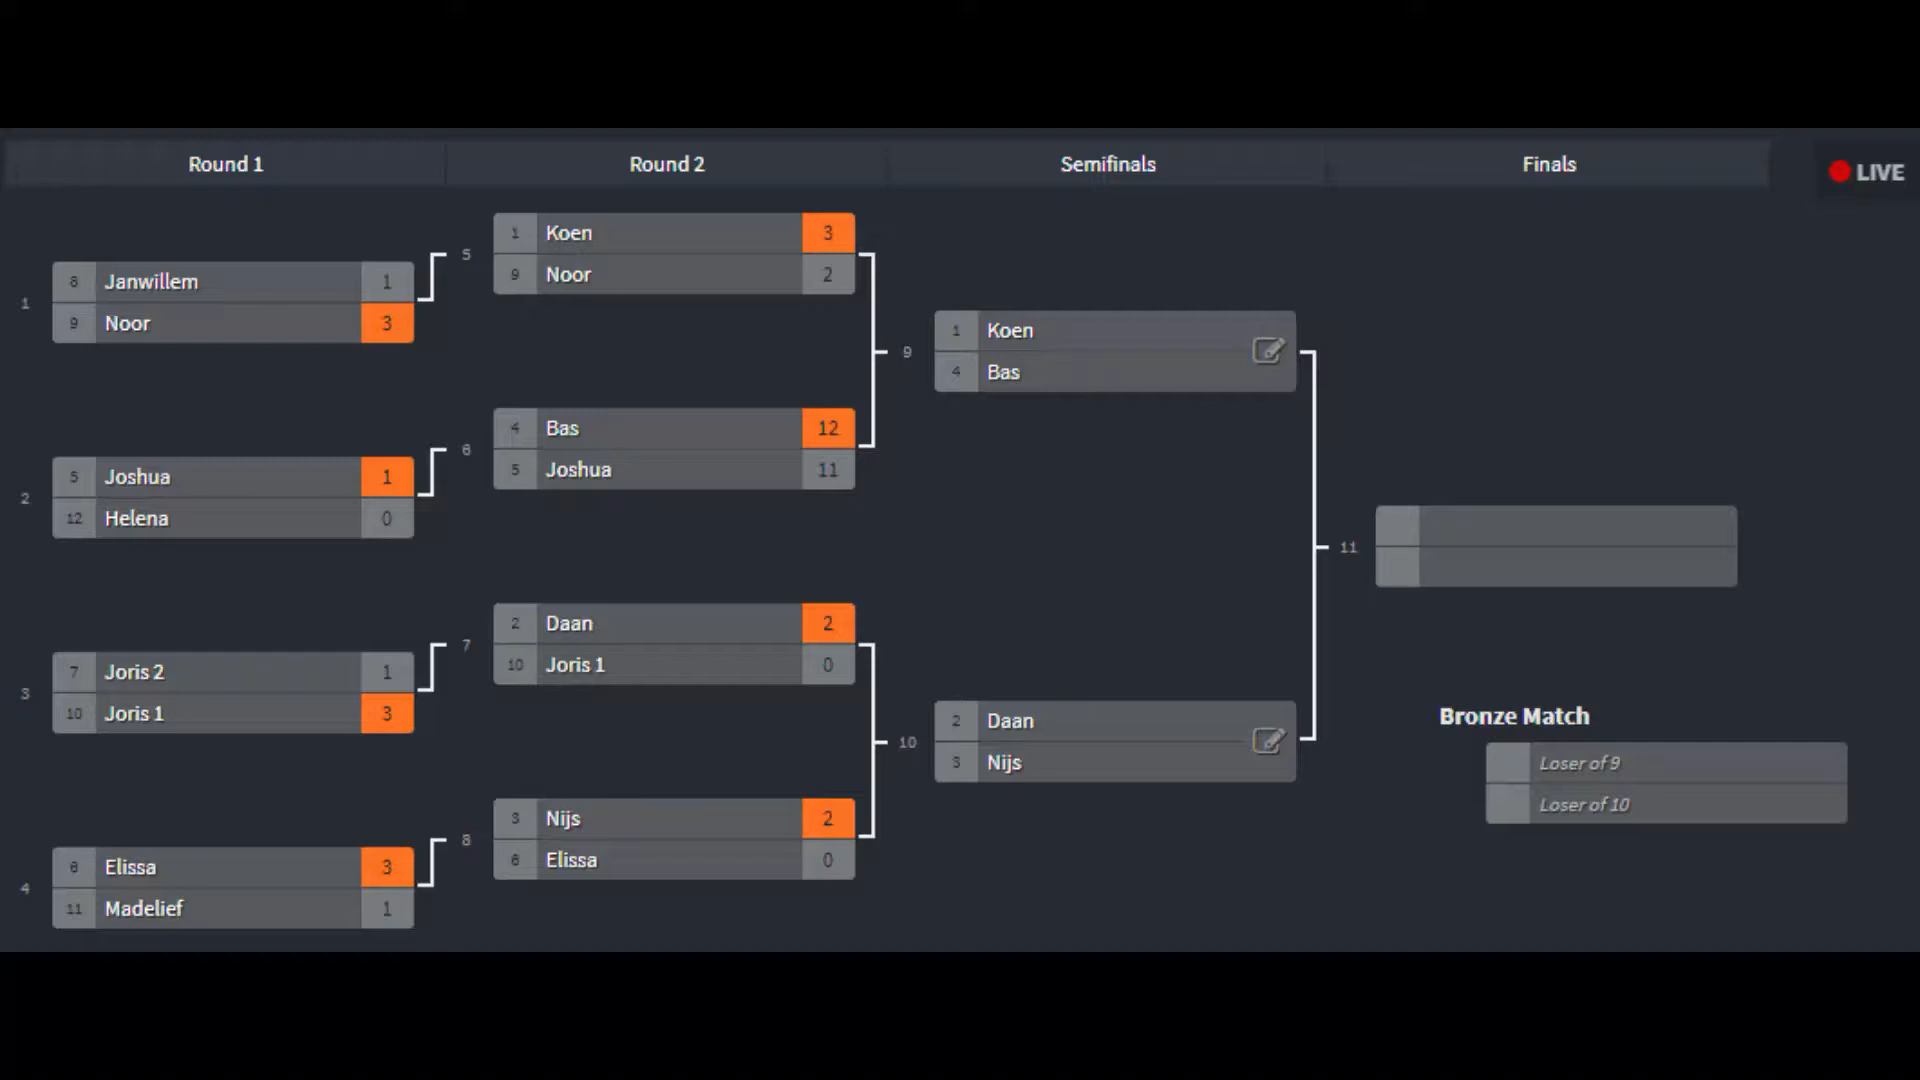 Round 1
Round 2
Semifinals
Finals
LIVE
1
8 Janwillem 1
9 Noor 3
2
5 Joshua 1
12 Helena 0
3
7 Joris 2 1
10 Joris 1 3
4
6 Elissa 3
11 Madelief 1
5
1 Koen 3
9 Noor 2
6
4 Bas 12
5 Joshua 11
7
2 Daan 2
10 Joris 1 0
8
3 Nijs 2
6 Elissa 0
9
1 Koen
4 Bas
10
2 Daan
3 Nijs
11
Bronze Match
Loser of 9
Loser of 10